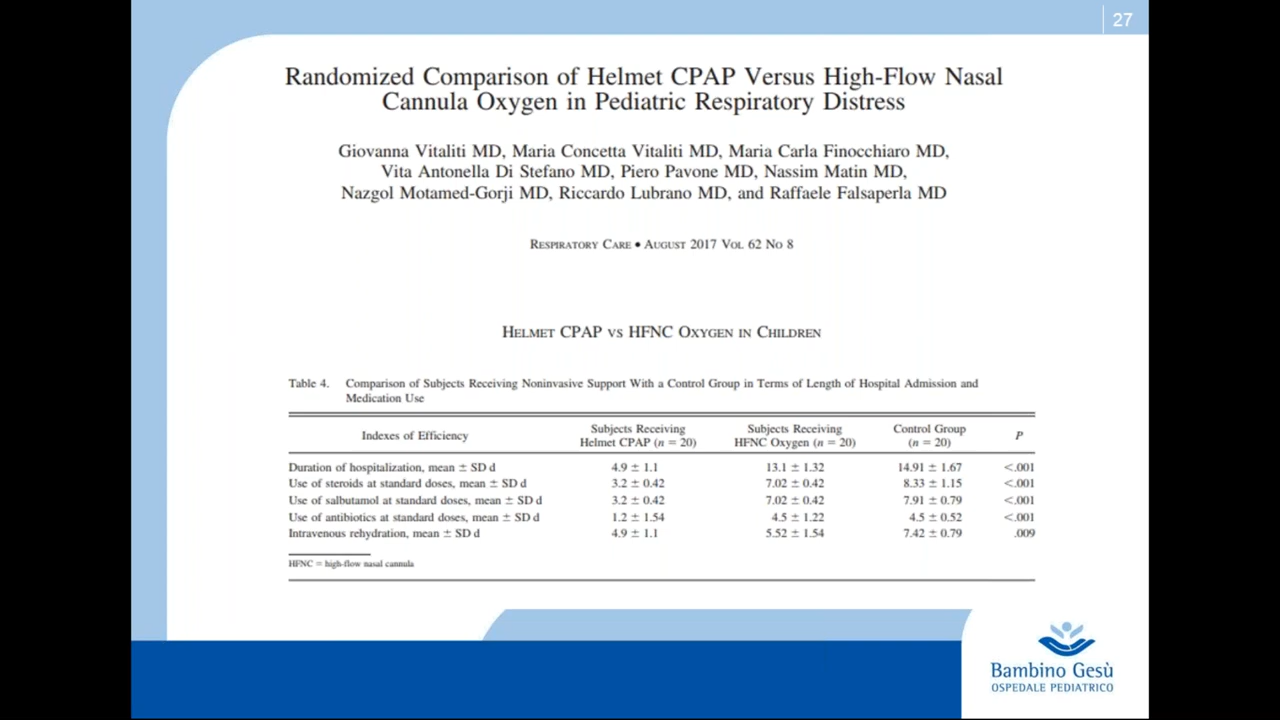 27
Randomized Comparison of Helmet CPAP Versus High-Flow Nasal
Cannula Oxygen in Pediatric Respiratory Distress
Giovanna Vitaliti MD, Maria Concetta Vitaliti MD, Maria Carla Finocchiaro MD,
Vita Antonella Di Stefano MD, Piero Pavone MD, Nassim Matin MD,
Nazgol Motamed-Gorji MD, Riccardo Lubrano MD, and Raffaele Falsaperla MD
RESPIRATORY CARE • AUGUST 2017 VOL 62 NO 8
HELMET CPAP VS HFNC OXYGEN IN CHILDREN
Table 4. Comparison of Subjects Receiving Noninvasive Support With a Control Group in Terms of Length of Hospital Admission and
Medication Use
Indexes of Efficiency Subjects Receiving Helmet CPAP (n = 20) Subjects Receiving HFNC Oxygen (n = 20) Control Group (n = 20) P
Duration of hospitalization, mean ± SD d 4.9 ± 1.1 13.1 ± 1.32 14.91 ± 1.67 <.001
Use of steroids at standard doses, mean ± SD d 3.2 ± 0.42 7.02 ± 0.42 8.33 ± 1.15 <.001
Use of salbutamol at standard doses, mean ± SD d 3.2 ± 0.42 7.02 ± 0.42 7.91 ± 0.79 <.001
Use of antibiotics at standard doses, mean ± SD d 1.2 ± 1.54 4.5 ± 1.22 4.5 ± 0.52 <.001
Intravenous rehydration, mean ± SD d 4.9 ± 1.1 5.52 ± 1.54 7.42 ± 0.79 .009
HFNC = high-flow nasal cannula
Bambino Gesù
OSPEDALE PEDIATRICO